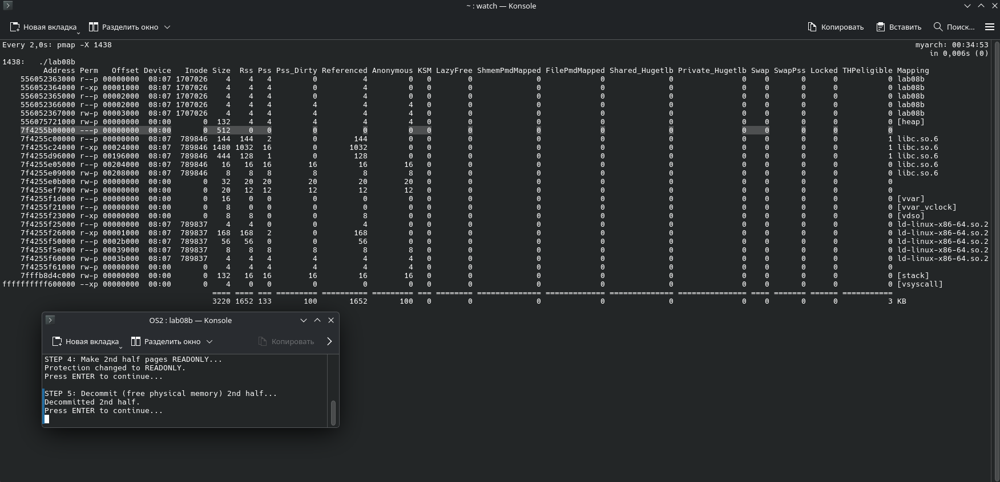 ~ : watch — Konsole
Новая вкладка Разделить окно Копировать Вставить Поиск...
Every 2,0s: pmap -X 1438 myarch: 00:34:53
in 0,006s (0)
1438: ./lab08b
Address Perm Offset Device Inode Size Rss Pss Pss_Dirty Referenced Anonymous KSM LazyFree ShmemPmdMapped FilePmdMapped Shared_Hugetlb Private_Hugetlb Swap SwapPss Locked THPeligible Mapping
556052363000 r--p 00000000 08:07 1707026 4 4 4 0 4 0 0 0 0 0 0 0 0 0 0 0 lab08b
556052364000 r-xp 00001000 08:07 1707026 4 4 4 0 4 0 0 0 0 0 0 0 0 0 0 0 lab08b
556052365000 r--p 00002000 08:07 1707026 4 4 4 0 4 0 0 0 0 0 0 0 0 0 0 0 lab08b
556052366000 r--p 00002000 08:07 1707026 4 4 4 4 4 4 0 0 0 0 0 0 0 0 0 0 lab08b
556052367000 rw-p 00003000 08:07 1707026 4 4 4 4 4 4 0 0 0 0 0 0 0 0 0 0 lab08b
556075721000 rw-p 00000000 00:00 0 132 4 4 4 4 4 0 0 0 0 0 0 0 0 0 0 [heap]
7f4255b00000 ---p 00000000 00:00 0 512 0 0 0 0 0 0 0 0 0 0 0 0 0 0 0
7f4255c00000 r--p 00000000 08:07 789846 144 144 2 0 144 0 0 0 0 0 0 0 0 0 0 1 libc.so.6
7f4255c24000 r-xp 00024000 08:07 789846 1480 1032 16 0 1032 0 0 0 0 0 0 0 0 0 0 1 libc.so.6
7f4255d96000 r--p 00196000 08:07 789846 444 128 1 0 128 0 0 0 0 0 0 0 0 0 0 1 libc.so.6
7f4255e05000 r--p 00204000 08:07 789846 16 16 16 16 16 16 0 0 0 0 0 0 0 0 0 0 libc.so.6
7f4255e09000 rw-p 00208000 08:07 789846 8 8 8 8 8 8 0 0 0 0 0 0 0 0 0 0 libc.so.6
7f4255e0b000 rw-p 00000000 00:00 0 32 20 20 20 20 20 0 0 0 0 0 0 0 0 0 0
7f4255ef7000 rw-p 00000000 00:00 0 20 12 12 12 12 12 0 0 0 0 0 0 0 0 0 0
7f4255f1d000 r--p 00000000 00:00 0 16 0 0 0 0 0 0 0 0 0 0 0 0 0 0 0 [vvar]
7f4255f21000 r--p 00000000 00:00 0 8 0 0 0 0 0 0 0 0 0 0 0 0 0 0 0 [vvar_vclock]
7f4255f23000 r-xp 00000000 00:00 0 8 8 0 0 8 0 0 0 0 0 0 0 0 0 0 0 [vdso]
7f4255f25000 r--p 00000000 08:07 789837 4 4 0 0 4 0 0 0 0 0 0 0 0 0 0 0 ld-linux-x86-64.so.2
7f4255f26000 r-xp 00001000 08:07 789837 168 168 2 0 168 0 0 0 0 0 0 0 0 0 0 0 ld-linux-x86-64.so.2
7f4255f50000 r--p 0002b000 08:07 789837 56 56 0 0 56 0 0 0 0 0 0 0 0 0 0 0 ld-linux-x86-64.so.2
7f4255f5e000 r--p 00039000 08:07 789837 8 8 8 8 8 8 0 0 0 0 0 0 0 0 0 0 ld-linux-x86-64.so.2
7f4255f60000 rw-p 0003b000 08:07 789837 4 4 4 4 4 4 0 0 0 0 0 0 0 0 0 0 ld-linux-x86-64.so.2
7f4255f61000 rw-p 00000000 00:00 0 4 4 4 4 4 4 0 0 0 0 0 0 0 0 0 0
7fffb8d4c000 rw-p 00000000 00:00 0 132 16 16 16 16 16 0 0 0 0 0 0 0 0 0 0 [stack]
ffffffffff600000 --xp 00000000 00:00 0 4 0 0 0 0 0 0 0 0 0 0 0 0 0 0 0 [vsyscall]
==== ==== === ========= ========== ========= === ======== ============== ============= ============== =============== ==== ======= ====== ===========
3220 1652 133 100 1652 100 0 0 0 0 0 0 0 0 0 3 KB
OS2 : lab08b — Konsole
Новая вкладка Разделить окно Копировать
STEP 4: Make 2nd half pages READONLY...
Protection changed to READONLY.
Press ENTER to continue...
STEP 5: Decommit (free physical memory) 2nd half...
Decommitted 2nd half.
Press ENTER to continue...